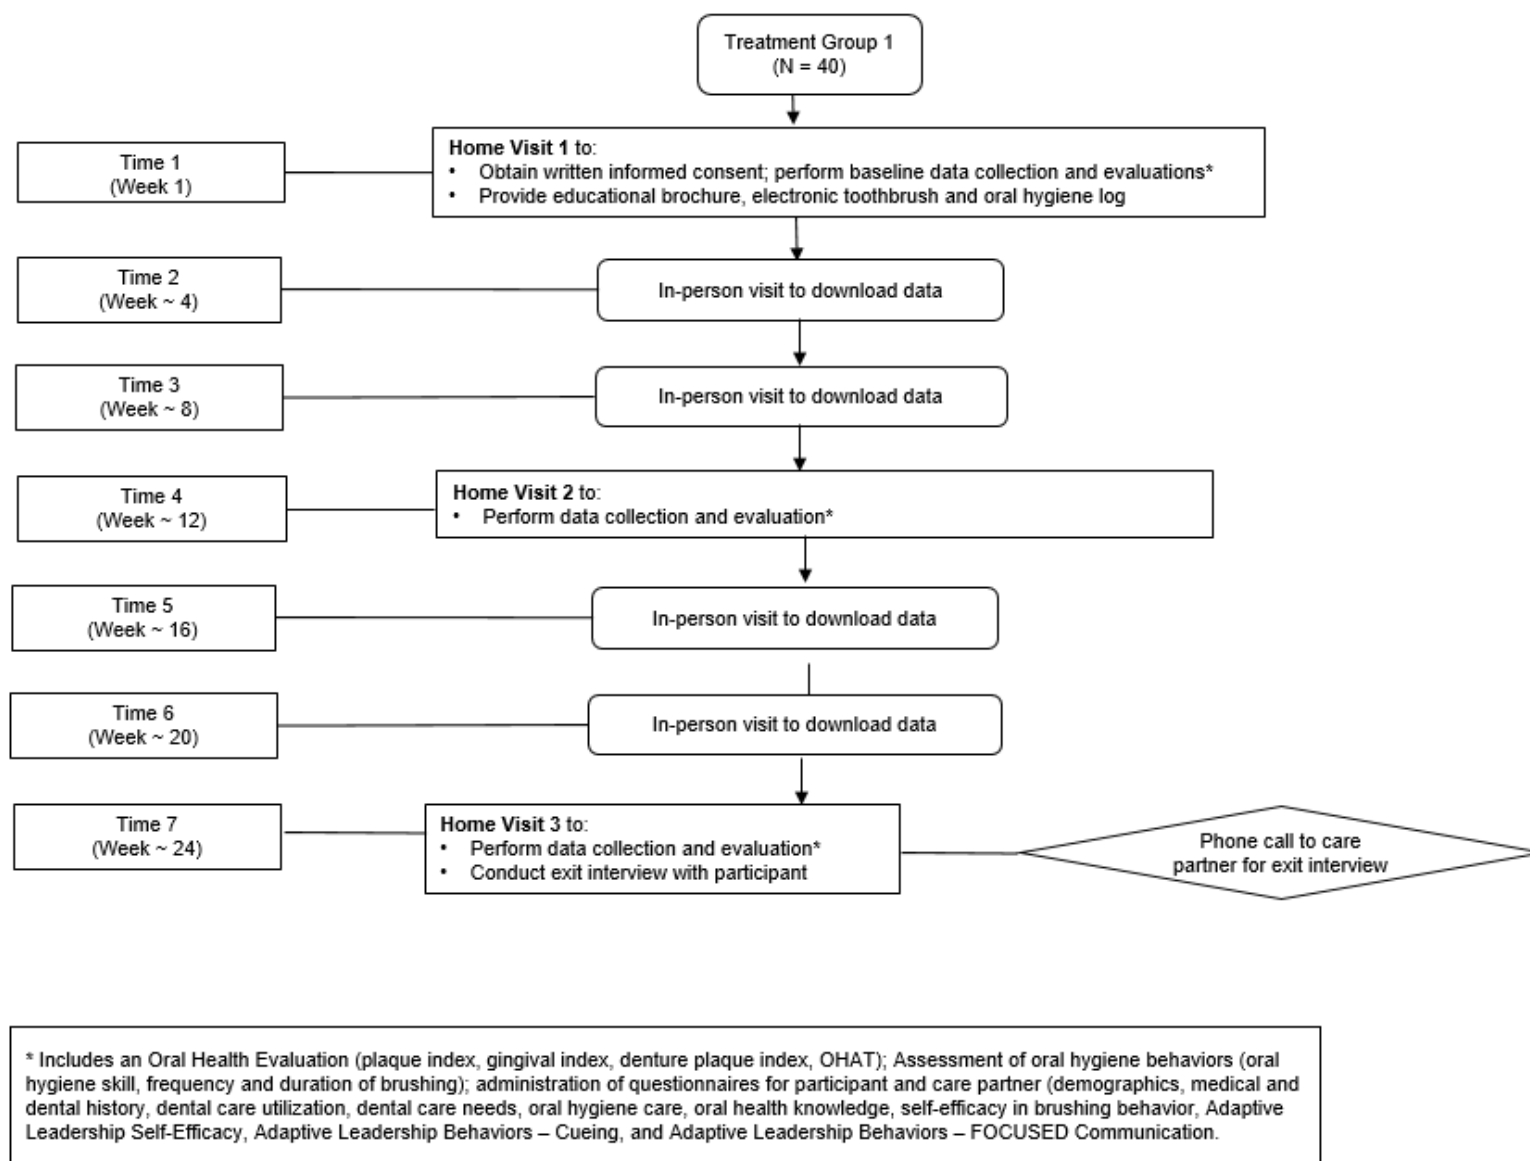 Treatment Group 1
(N = 40)
Time 1
(Week 1)
Home Visit 1 to:
• Obtain written informed consent; perform baseline data collection and evaluations*
• Provide educational brochure, electronic toothbrush and oral hygiene log
Time 2
(Week ~ 4)
In-person visit to download data
Time 3
(Week ~ 8)
In-person visit to download data
Time 4
(Week ~ 12)
Home Visit 2 to:
• Perform data collection and evaluation*
Time 5
(Week ~ 16)
In-person visit to download data
Time 6
(Week ~ 20)
In-person visit to download data
Time 7
(Week ~ 24)
Home Visit 3 to:
• Perform data collection and evaluation*
• Conduct exit interview with participant
Phone call to care
partner for exit interview
* Includes an Oral Health Evaluation (plaque index, gingival index, denture plaque index, OHAT); Assessment of oral hygiene behaviors (oral
hygiene skill, frequency and duration of brushing); administration of questionnaires for participant and care partner (demographics, medical and
dental history, dental care utilization, dental care needs, oral hygiene care, oral health knowledge, self-efficacy in brushing behavior, Adaptive
Leadership Self-Efficacy, Adaptive Leadership Behaviors – Cueing, and Adaptive Leadership Behaviors – FOCUSED Communication.